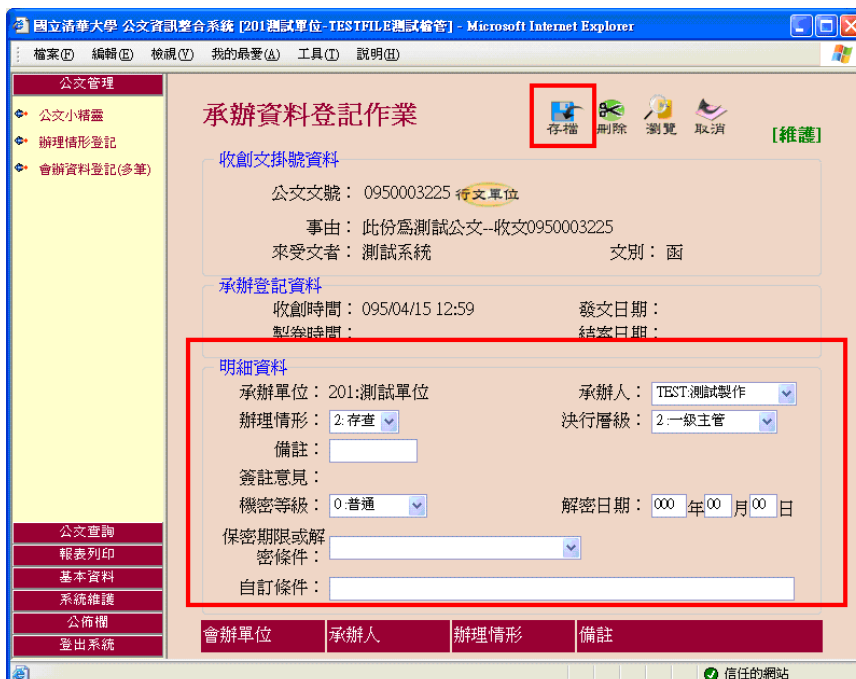 國立清華大學 公文資訊整合系統 [201測試單位-TESTFILE測試檔管] - Microsoft Internet Explorer
檔案(F) 編輯(E) 檢視(V) 我的最愛(A) 工具(T) 說明(H)
公文管理
公文小精靈
辦理情形登記
會辦資料登記(多筆)
公文查詢
報表列印
基本資料
系統維護
公佈欄
登出系統
承辦資料登記作業
存檔 刪除 瀏覽 取消
[維護]
收創文掛號資料
公文文號： 0950003225 行文單位
事由： 此份為測試公文--收文0950003225
來受文者： 測試系統 文別： 函
承辦登記資料
收創時間： 095/04/15 12:59 發文日期：
製卷時間： 結案日期：
明細資料
承辦單位： 201:測試單位 承辦人： TEST:測試製作
辦理情形： 2:存查 決行層級： 2:一級主管
備註：
簽註意見：
機密等級： 0:普通 解密日期： 000 年 00 月 00 日
保密期限或解
密條件：
自訂條件：
會辦單位 承辦人 辦理情形 備註
信任的網站